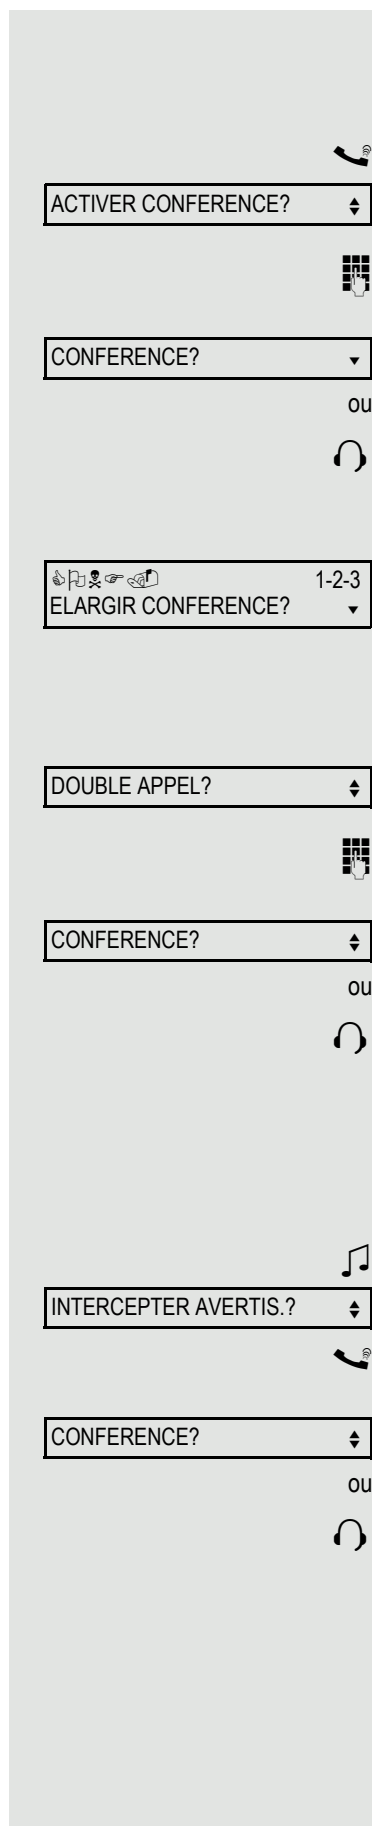 ACTIVER CONFERENCE?
CONFERENCE?
ou
1-2-3
ELARGIR CONFERENCE?
DOUBLE APPEL?
CONFERENCE?
ou
INTERCEPTER AVERTIS.?
CONFERENCE?
ou